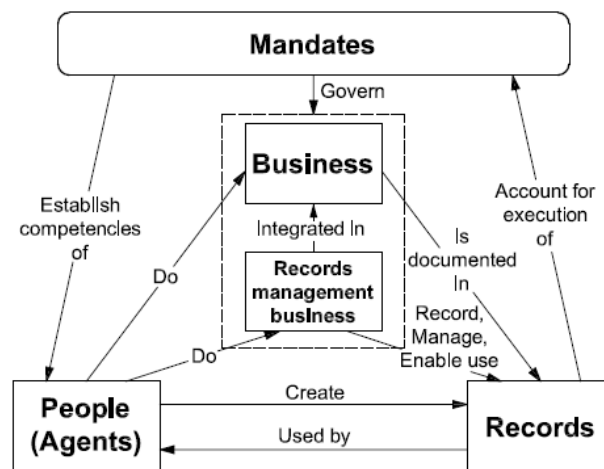 Mandates
Govern
Business
Establish
competencies
of
Account for
execution
of
Integrated In
Is
documented
In
Do
Records
management
business
Record,
Manage,
Enable use
Do
People
(Agents)
Create
Used by
Records